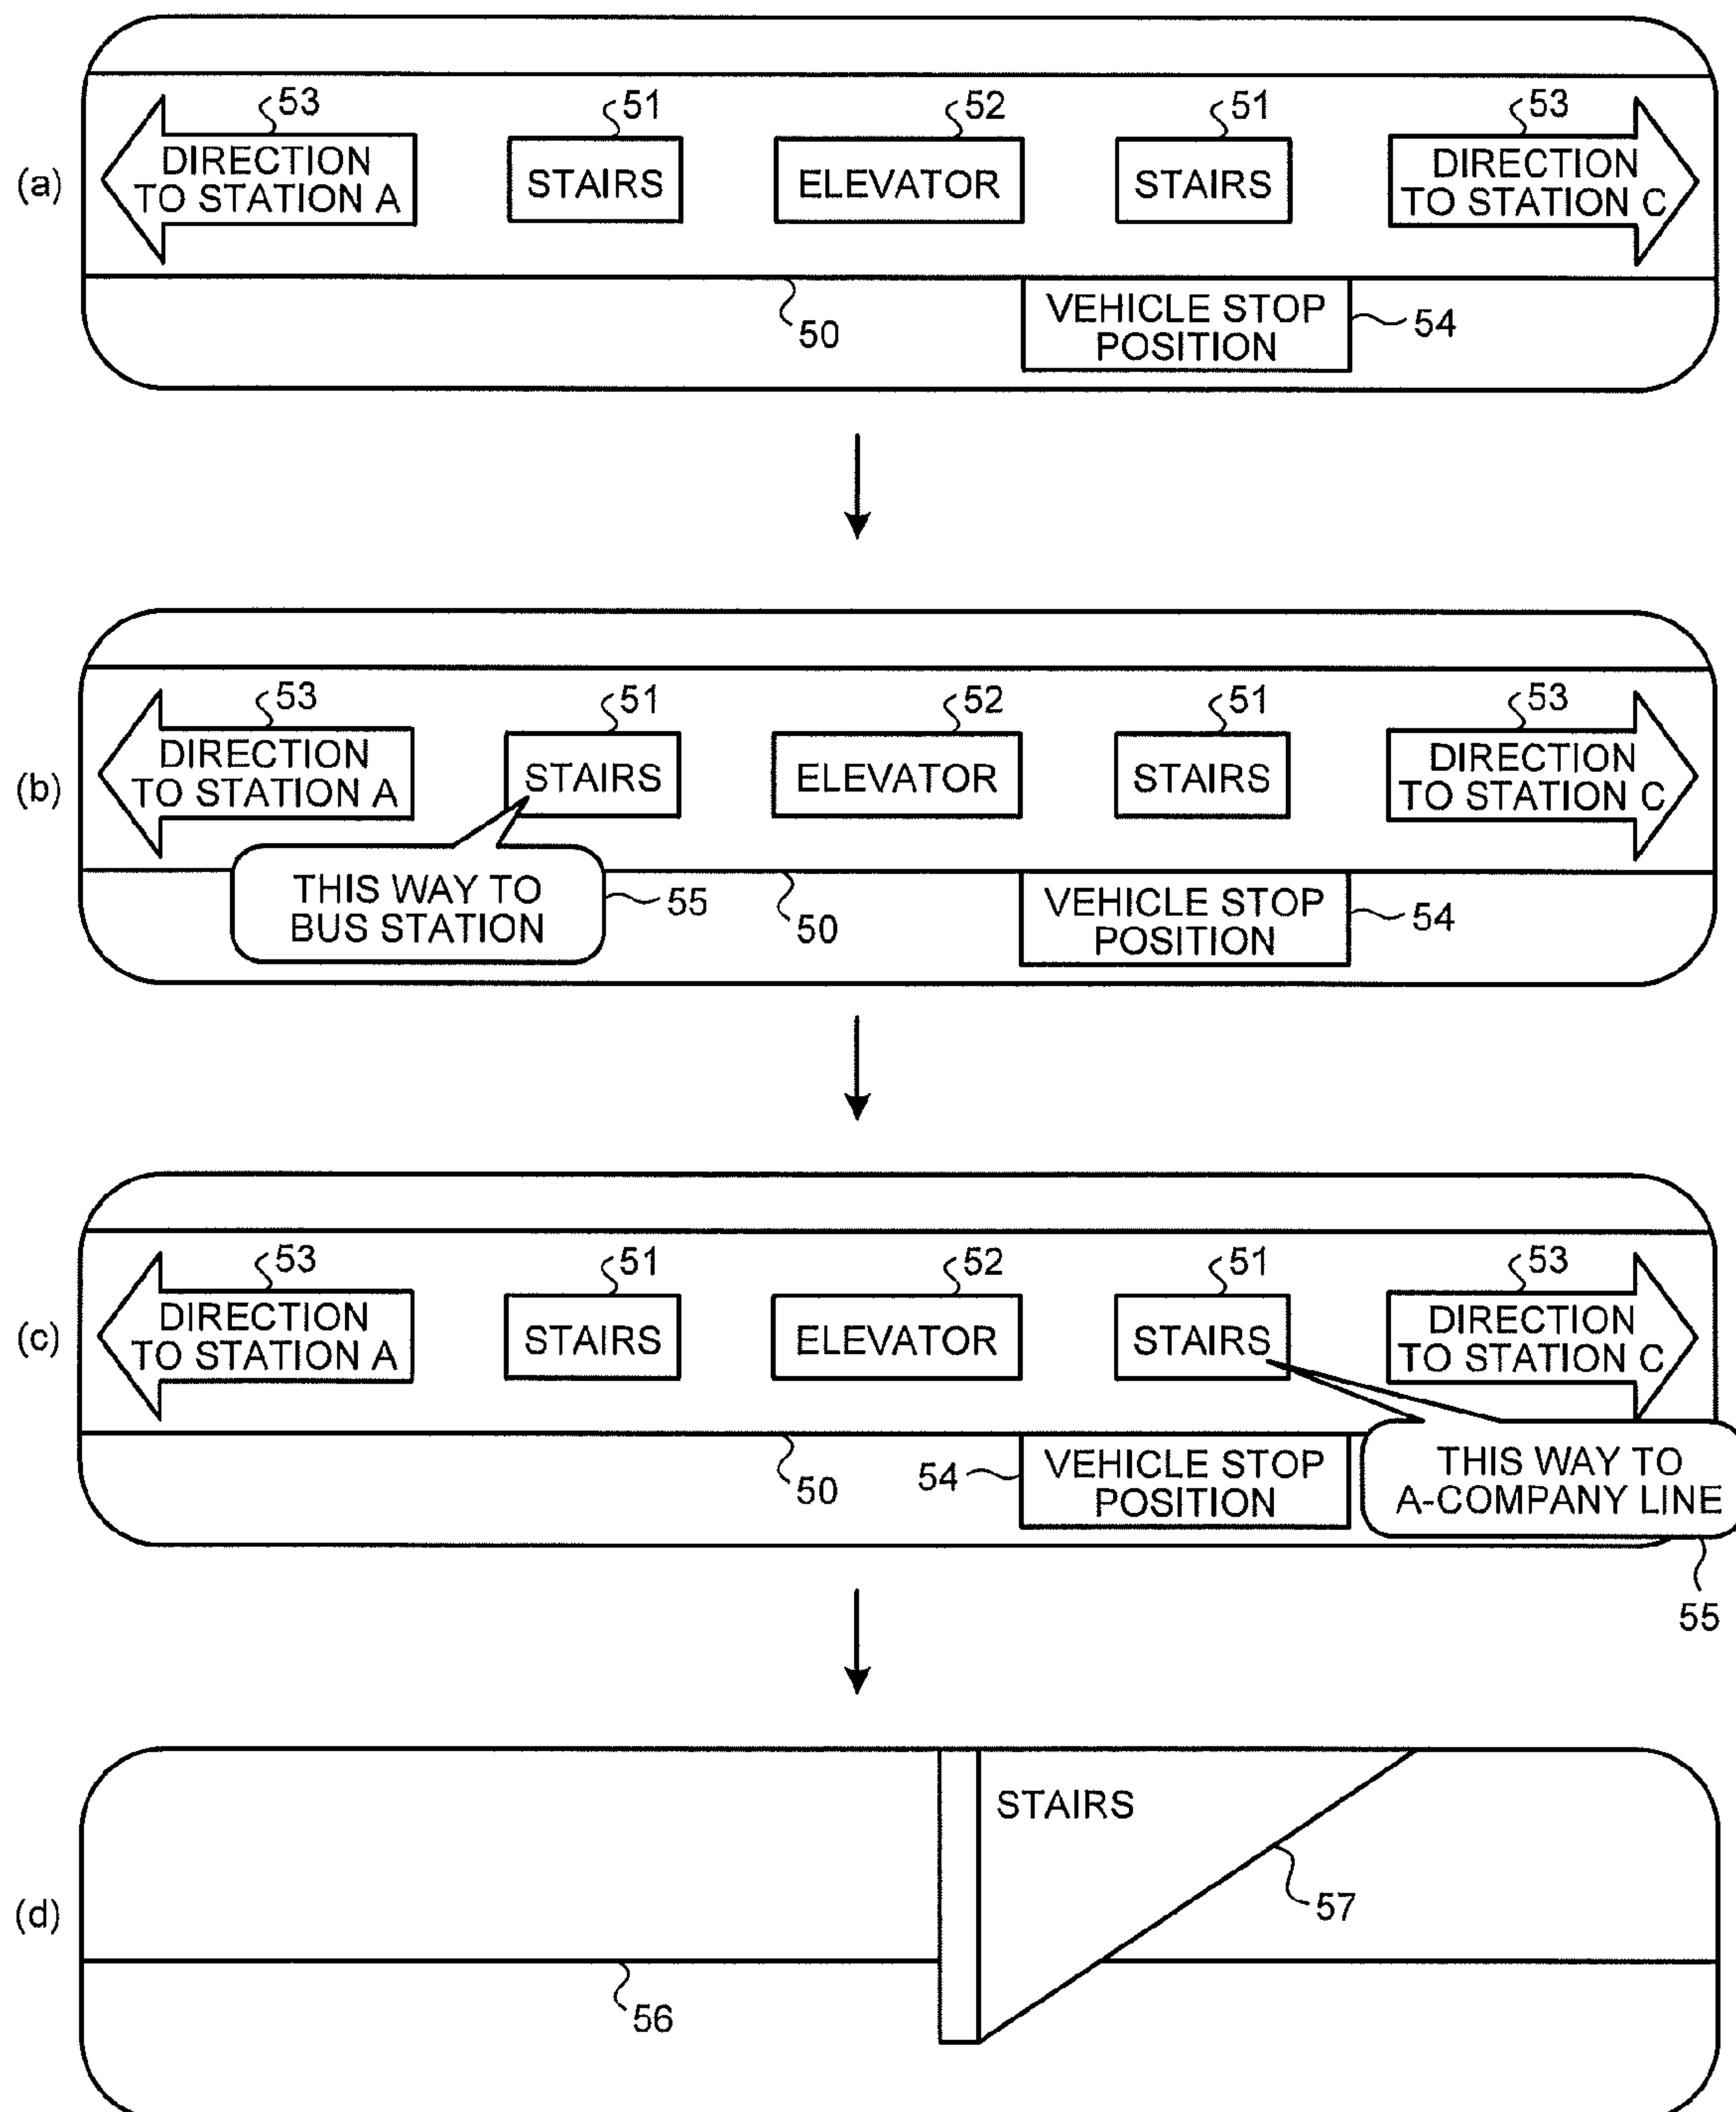 53
51
52
51
53
(a)
DIRECTION
TO STATION A
STAIRS
ELEVATOR
STAIRS
DIRECTION
TO STATION C
50
VEHICLE STOP
POSITION
54
53
51
52
51
53
(b)
DIRECTION
TO STATION A
STAIRS
ELEVATOR
STAIRS
DIRECTION
TO STATION C
THIS WAY TO
BUS STATION
55
50
VEHICLE STOP
POSITION
54
53
51
52
51
53
(c)
DIRECTION
TO STATION A
STAIRS
ELEVATOR
STAIRS
DIRECTION
TO STATION C
50
54
VEHICLE STOP
POSITION
THIS WAY TO
A-COMPANY LINE
55
(d)
STAIRS
57
56